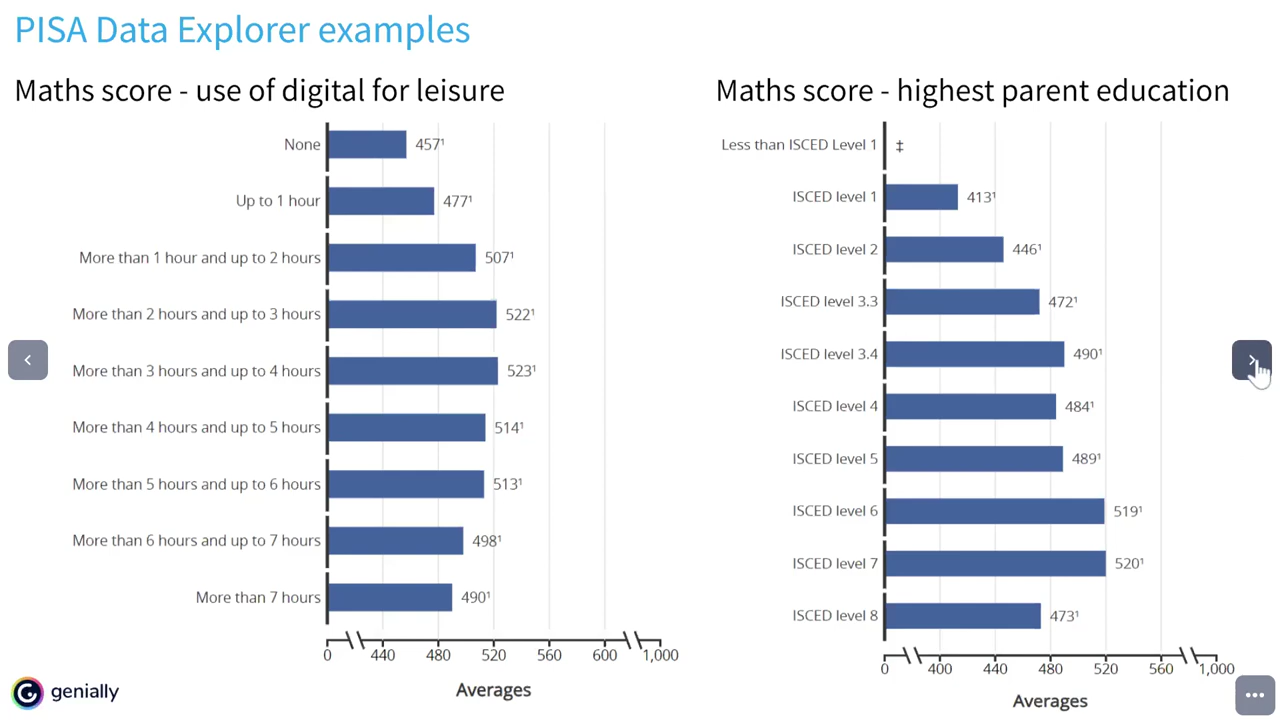 PISA Data Explorer examples
Maths score - use of digital for leisure
None 457¹
Up to 1 hour 477¹
More than 1 hour and up to 2 hours 507¹
More than 2 hours and up to 3 hours 522¹
More than 3 hours and up to 4 hours 523¹
More than 4 hours and up to 5 hours 514¹
More than 5 hours and up to 6 hours 513¹
More than 6 hours and up to 7 hours 498¹
More than 7 hours 490¹
0 440 480 520 560 600 1,000
Averages
Maths score - highest parent education
Less than ISCED Level 1 ‡
ISCED level 1 413¹
ISCED level 2 446¹
ISCED level 3.3 472¹
ISCED level 3.4 490¹
ISCED level 4 484¹
ISCED level 5 489¹
ISCED level 6 519¹
ISCED level 7 520¹
ISCED level 8 473¹
0 400 440 480 520 560 1,000
Averages
genially